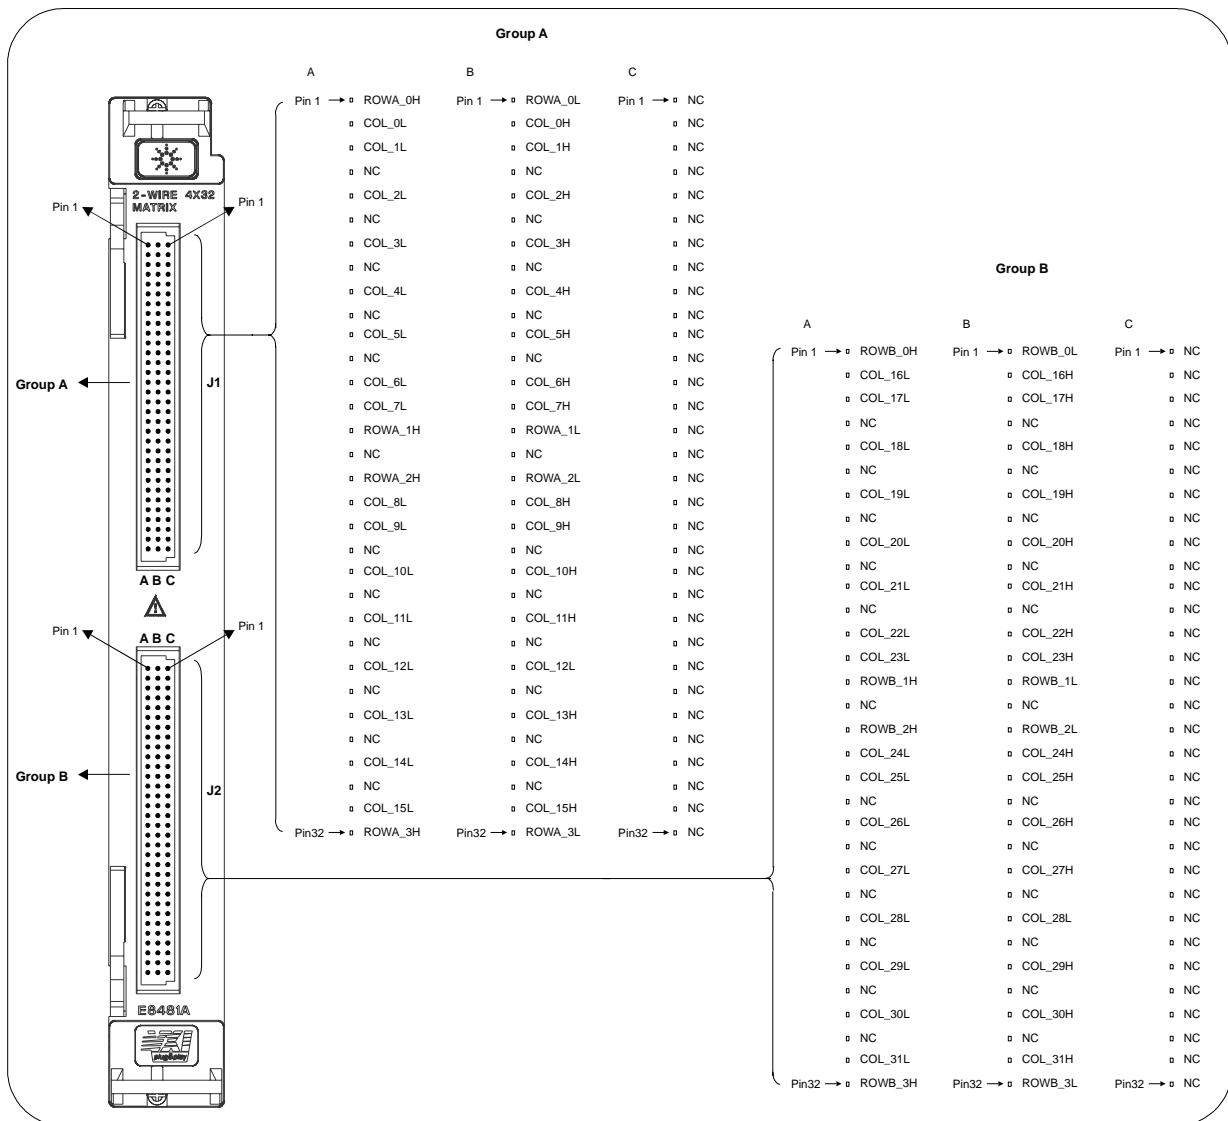 2-WIRE 4X32
MATRIX
Pin 1
Pin 1
Group A
J1
A B C
Pin 1
Pin 1
A B C
Group B
J2
E8481A
VXI
plug&play
Group A
A B C
Pin 1 ROWA_0H Pin 1 ROWA_0L Pin 1 NC
COL_0L COL_0H NC
COL_1L COL_1H NC
NC NC NC
COL_2L COL_2H NC
NC NC NC
COL_3L COL_3H NC
NC NC NC
COL_4L COL_4H NC
NC NC NC
COL_5L COL_5H NC
NC NC NC
COL_6L COL_6H NC
COL_7L COL_7H NC
ROWA_1H ROWA_1L NC
NC NC NC
ROWA_2H ROWA_2L NC
COL_8L COL_8H NC
COL_9L COL_9H NC
NC NC NC
COL_10L COL_10H NC
NC NC NC
COL_11L COL_11H NC
NC NC NC
COL_12L COL_12L NC
NC NC NC
COL_13L COL_13H NC
NC NC NC
COL_14L COL_14H NC
NC NC NC
COL_15L COL_15H NC
Pin32 ROWA_3H Pin32 ROWA_3L Pin32 NC
Group B
A B C
Pin 1 ROWB_0H Pin 1 ROWB_0L Pin 1 NC
COL_16L COL_16H NC
COL_17L COL_17H NC
NC NC NC
COL_18L COL_18H NC
NC NC NC
COL_19L COL_19H NC
NC NC NC
COL_20L COL_20H NC
NC NC NC
COL_21L COL_21H NC
NC NC NC
COL_22L COL_22H NC
COL_23L COL_23H NC
ROWB_1H ROWB_1L NC
NC NC NC
ROWB_2H ROWB_2L NC
COL_24L COL_24H NC
COL_25L COL_25H NC
NC NC NC
COL_26L COL_26H NC
NC NC NC
COL_27L COL_27H NC
NC NC NC
COL_28L COL_28L NC
NC NC NC
COL_29L COL_29H NC
NC NC NC
COL_30L COL_30H NC
NC NC NC
COL_31L COL_31H NC
Pin32 ROWB_3H Pin32 ROWB_3L Pin32 NC